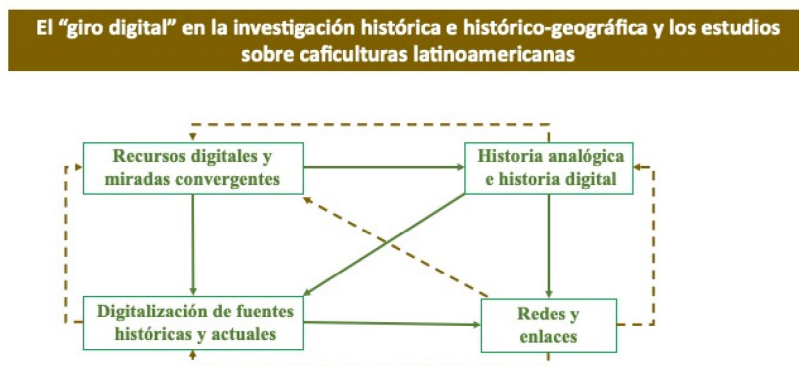 El “giro digital” en la investigación histórica e histórico-geográfica y los estudios
sobre caficulturas latinoamericanas
Recursos digitales y
miradas convergentes
Historia analógica
e historia digital
Digitalización de fuentes
históricas y actuales
Redes y
enlaces